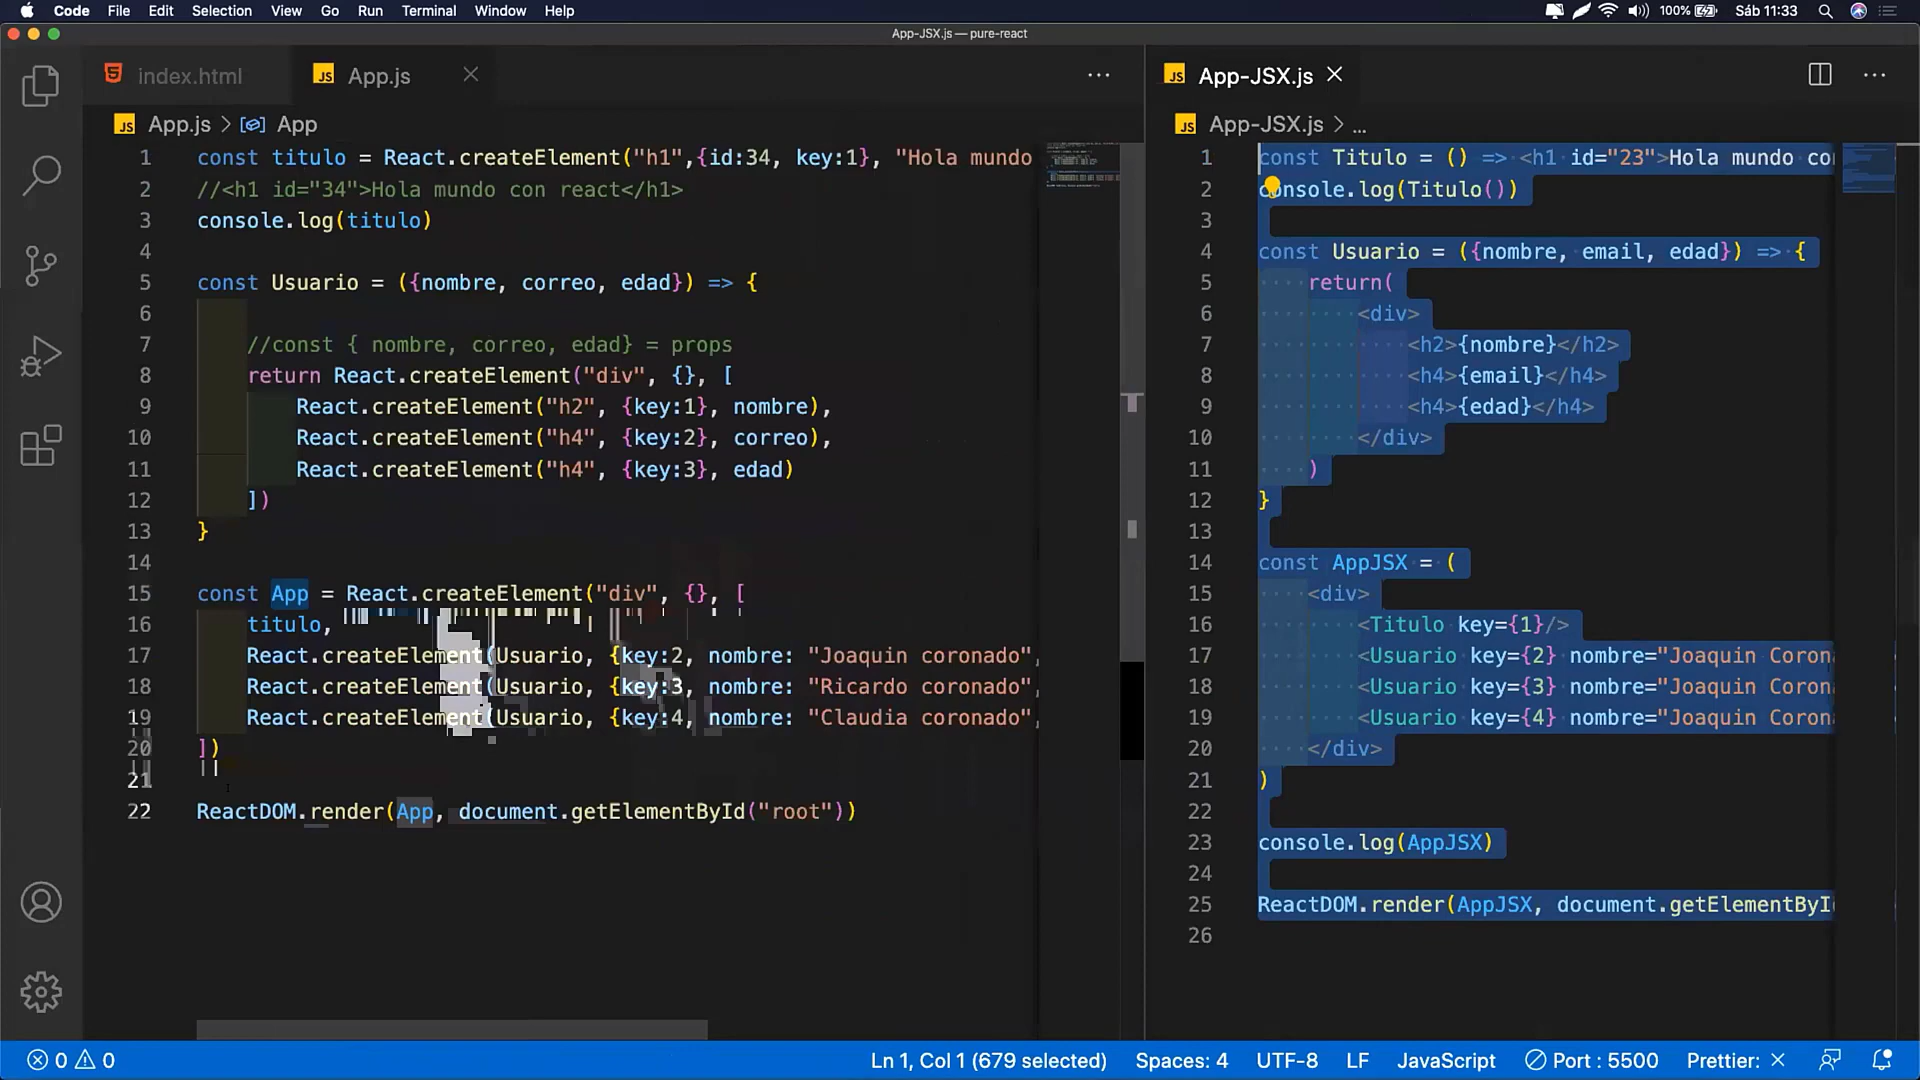 Code File Edit Selection View Go Run Terminal Window Help 100% Sáb 11:33
App-JSX.js — pure-react
index.html App.js
App.js > App
1 const titulo = React.createElement("h1",{id:34, key:1}, "Hola mundo
2 //<h1 id="34">Hola mundo con react</h1>
3 console.log(titulo)
4
5 const Usuario = ({nombre, correo, edad}) => {
6
7 //const { nombre, correo, edad} = props
8 return React.createElement("div", {}, [
9 React.createElement("h2", {key:1}, nombre),
10 React.createElement("h4", {key:2}, correo),
11 React.createElement("h4", {key:3}, edad)
12 ])
13 }
14
15 const App = React.createElement("div", {}, [
16 titulo,
17 React.createElement(Usuario, {key:2, nombre: "Joaquin coronado",
18 React.createElement(Usuario, {key:3, nombre: "Ricardo coronado",
19 React.createElement(Usuario, {key:4, nombre: "Claudia coronado",
20 ])
21
22 ReactDOM.render(App, document.getElementById("root"))
App-JSX.js
App-JSX.js > ...
1 const Titulo = () => <h1 id="23">Hola mundo con
2 console.log(Titulo())
3
4 const Usuario = ({nombre, email, edad}) => {
5 return(
6 <div>
7 <h2>{nombre}</h2>
8 <h4>{email}</h4>
9 <h4>{edad}</h4>
10 </div>
11 )
12 }
13
14 const AppJSX = (
15 <div>
16 <Titulo key={1}/>
17 <Usuario key={2} nombre="Joaquin Corona
18 <Usuario key={3} nombre="Joaquin Corona
19 <Usuario key={4} nombre="Joaquin Corona
20 </div>
21 )
22
23 console.log(AppJSX)
24
25 ReactDOM.render(AppJSX, document.getElementById
26
0 0 Ln 1, Col 1 (679 selected) Spaces: 4 UTF-8 LF JavaScript Port : 5500 Prettier: ×